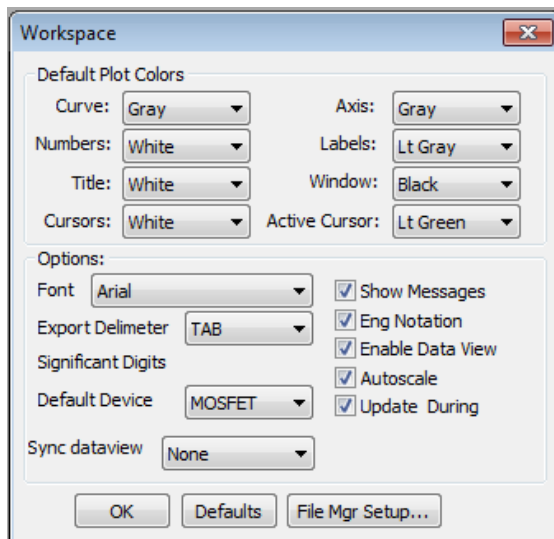 Workspace
Default Plot Colors
Curve: Gray Axis: Gray
Numbers: White Labels: Lt Gray
Title: White Window: Black
Cursors: White Active Cursor: Lt Green
Options:
Font Arial Show Messages
Export Delimeter TAB Eng Notation
Significant Digits Enable Data View
Default Device MOSFET Autoscale
Update During
Sync dataview None
OK Defaults File Mgr Setup...